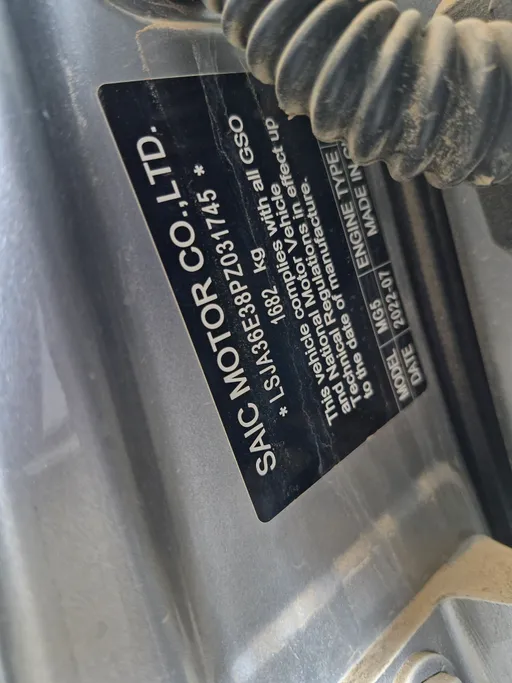 SAIC MOTOR CO.,LTD.
* LSJA36E38PZ031745 *
1682 kg
This vehicle complies with all GSO
and National Motor Vehicle
Technical Regulations in effect up
to the date of manufacture.
MODEL MG5 ENGINE TYPE
DATE 2022-07 MADE IN